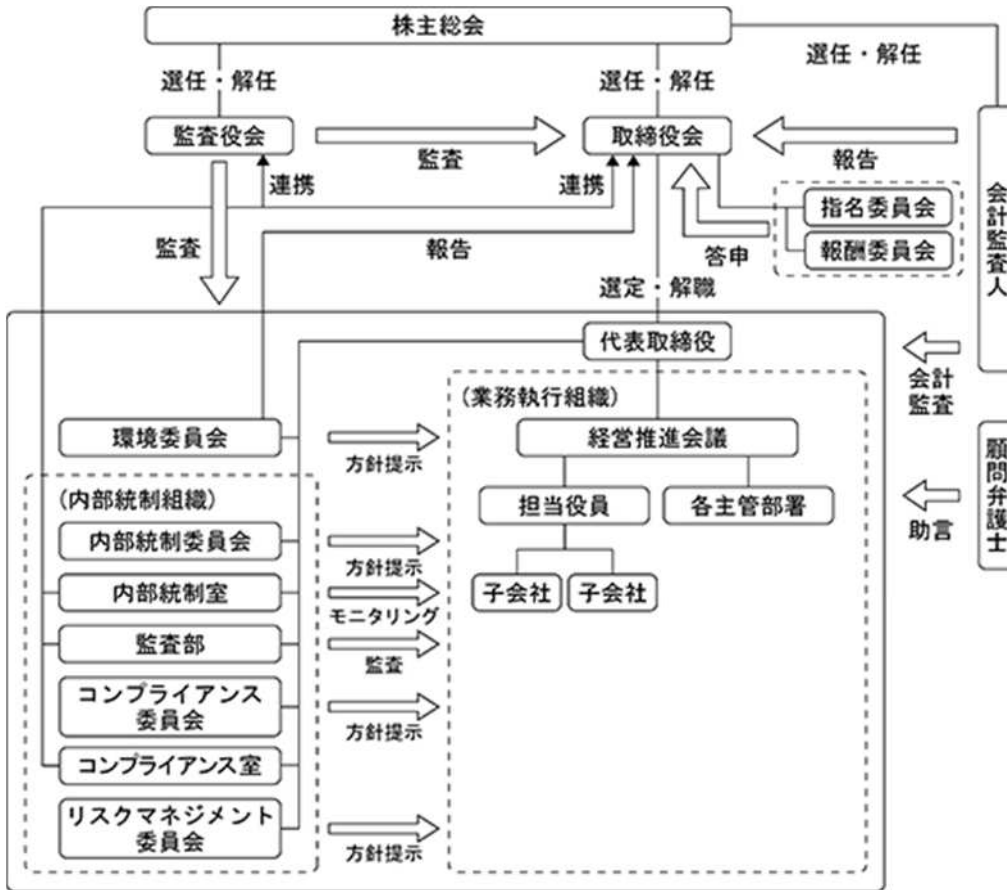 株主総会
選任・解任
選任・解任
選任・解任
監査役会
監査
取締役会
報告
会計監査人
連携
連携
指名委員会
報酬委員会
監査
報告
答申
選定・解職
代表取締役
会計
監査
(業務執行組織)
環境委員会
方針提示
経営推進会議
顧問弁護士
助言
(内部統制組織)
担当役員
各主管部署
内部統制委員会
方針提示
内部統制室
モニタリング
子会社
子会社
監査部
監査
コンプライアンス
委員会
方針提示
コンプライアンス室
リスクマネジメント
委員会
方針提示